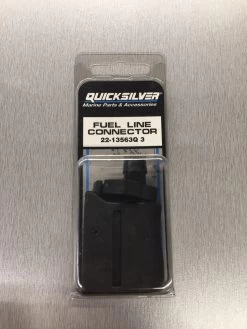 QUICKSILVER
Marine Parts & Accessories
FUEL LINE
CONNECTOR
22-13563Q 3